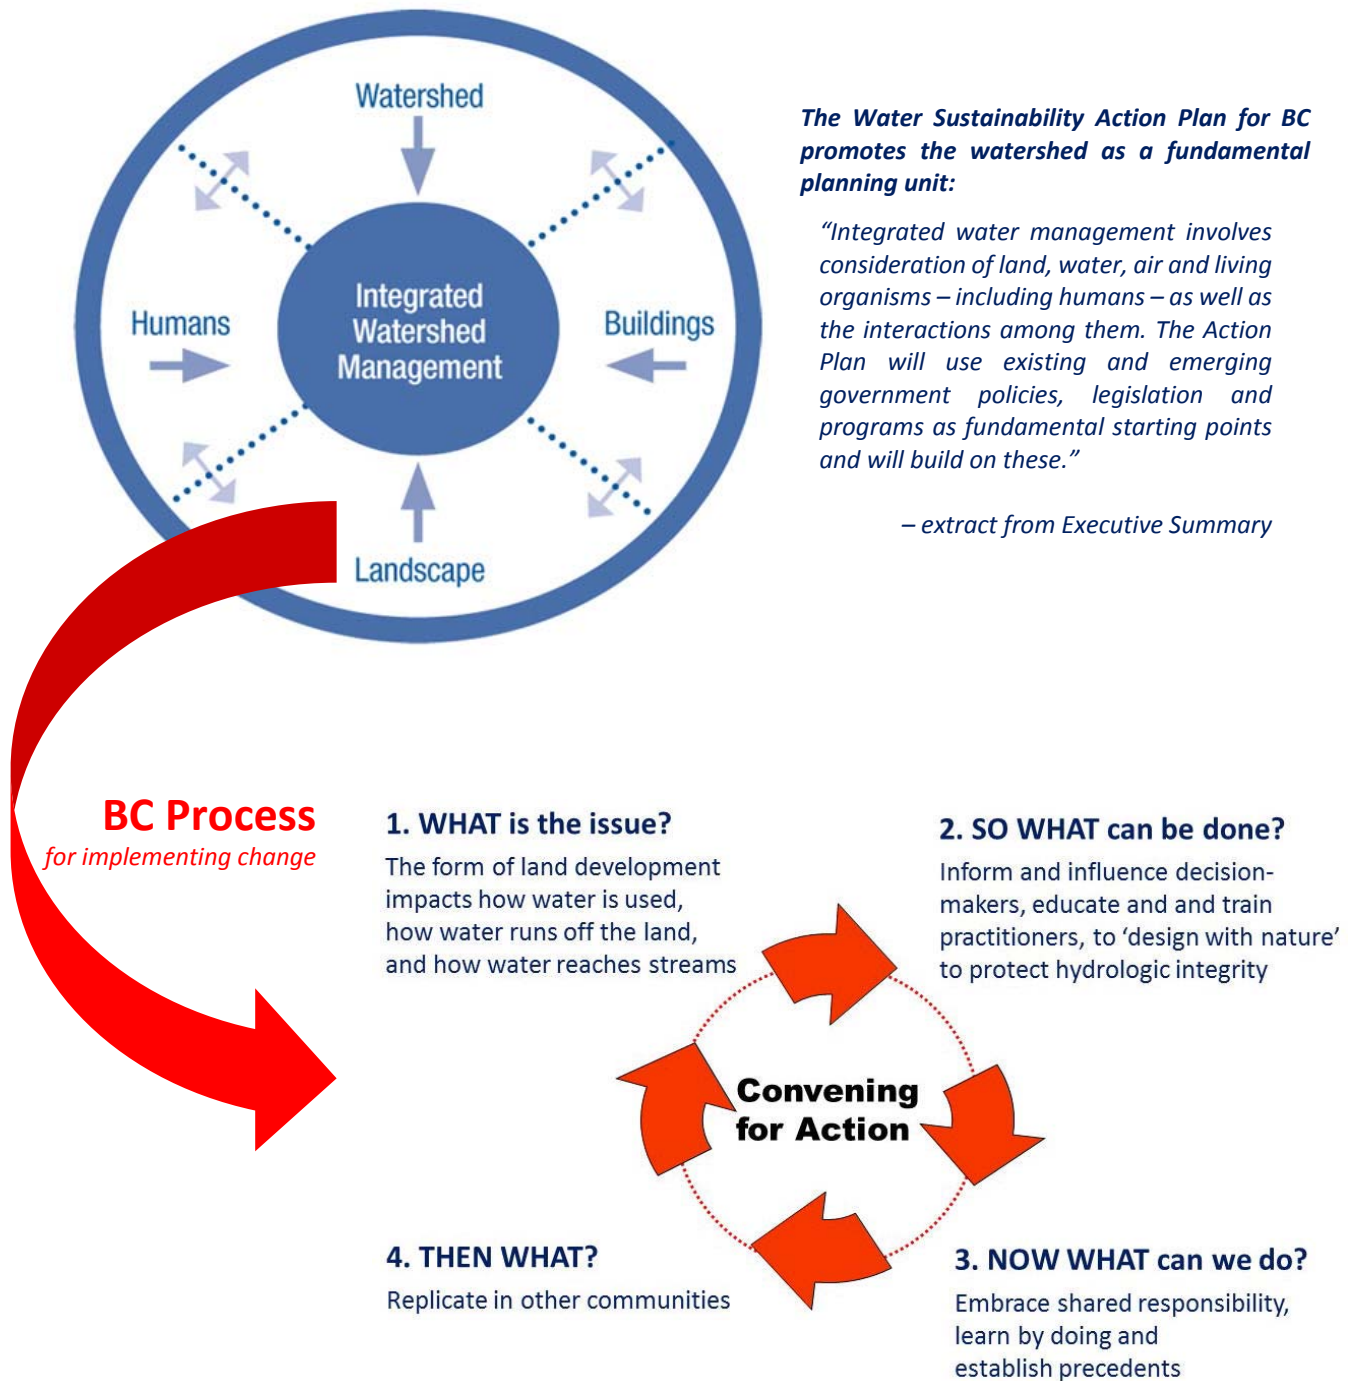 Watershed
Humans
Integrated
Watershed
Management
Buildings
Landscape
The Water Sustainability Action Plan for BC
promotes the watershed as a fundamental
planning unit:
“Integrated water management involves
consideration of land, water, air and living
organisms – including humans – as well as
the interactions among them. The Action
Plan will use existing and emerging
government policies, legislation and
programs as fundamental starting points
and will build on these.”
– extract from Executive Summary
BC Process
for implementing change
1. WHAT is the issue?
The form of land development
impacts how water is used,
how water runs off the land,
and how water reaches streams
2. SO WHAT can be done?
Inform and influence decision-
makers, educate and and train
practitioners, to ‘design with nature’
to protect hydrologic integrity
Convening
for Action
4. THEN WHAT?
Replicate in other communities
3. NOW WHAT can we do?
Embrace shared responsibility,
learn by doing and
establish precedents